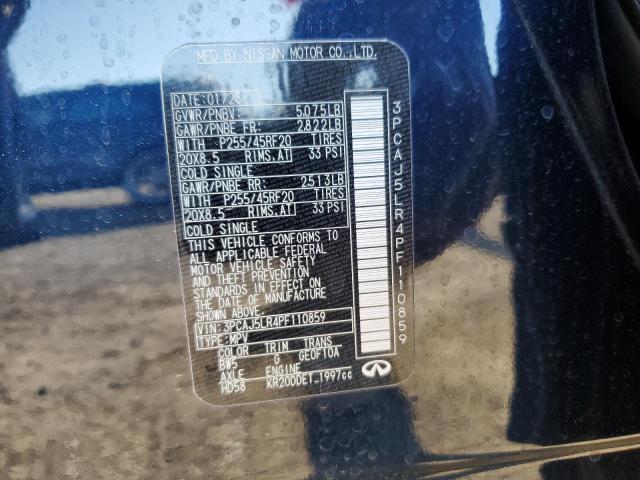 MFD BY NISSAN MOTOR CO.,LTD.
DATE: 01/23
GVWR/PNBV 5075LB
GAWR/PNBE FR: 2822LB
WITH P255/45RF20 TIRES
20X8.5 RIMS.AT 33 PSI
COLD SINGLE
GAWR/PNBE RR: 2513LB
WITH P255/45RF20 TIRES
20X8.5 RIMS.AT 33 PSI
COLD SINGLE
THIS VEHICLE CONFORMS TO
ALL APPLICABLE FEDERAL
MOTOR VEHICLE SAFETY
AND THEFT PREVENTION
STANDARDS IN EFFECT ON
THE DATE OF MANUFACTURE
SHOWN ABOVE.
VIN: 3PCAJ5LR4PF110859
TYPE: MPV
COLOR TRIM TRANS
BW5 G GE0F10A
AXLE ENGINE
HD58 KR20DDET 1997cc
3PCAJ5LR4PF110859